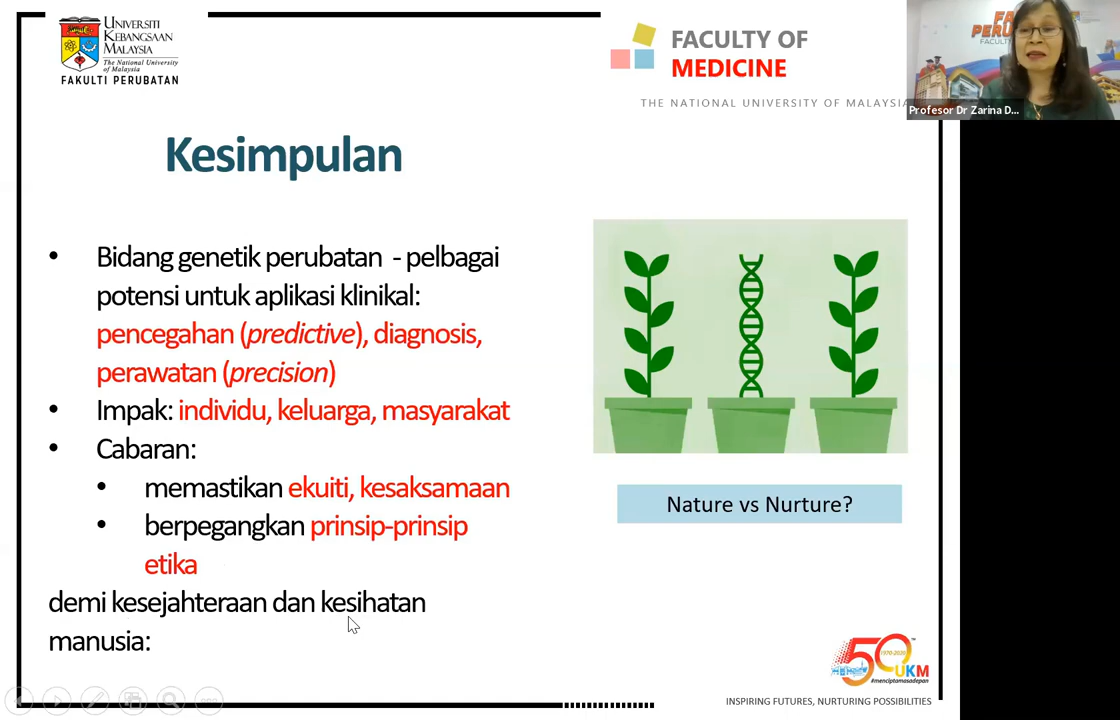 UNIVERSITI
KEBANGSAAN
MALAYSIA
The National University
of Malaysia
FAKULTI PERUBATAN
FACULTY OF
MEDICINE
THE NATIONAL UNIVERSITY OF MALAYSIA
Profesor Dr Zarina D...
Kesimpulan
• Bidang genetik perubatan - pelbagai
potensi untuk aplikasi klinikal:
pencegahan (predictive), diagnosis,
perawatan (precision)
• Impak: individu, keluarga, masyarakat
• Cabaran:
• memastikan ekuiti, kesaksamaan
• berpegangkan prinsip-prinsip
etika
demi kesejahteraan dan kesihatan
manusia:
Nature vs Nurture?
50
1970-2020
UKM
#menciptamasadepan
INSPIRING FUTURES, NURTURING POSSIBILITIES